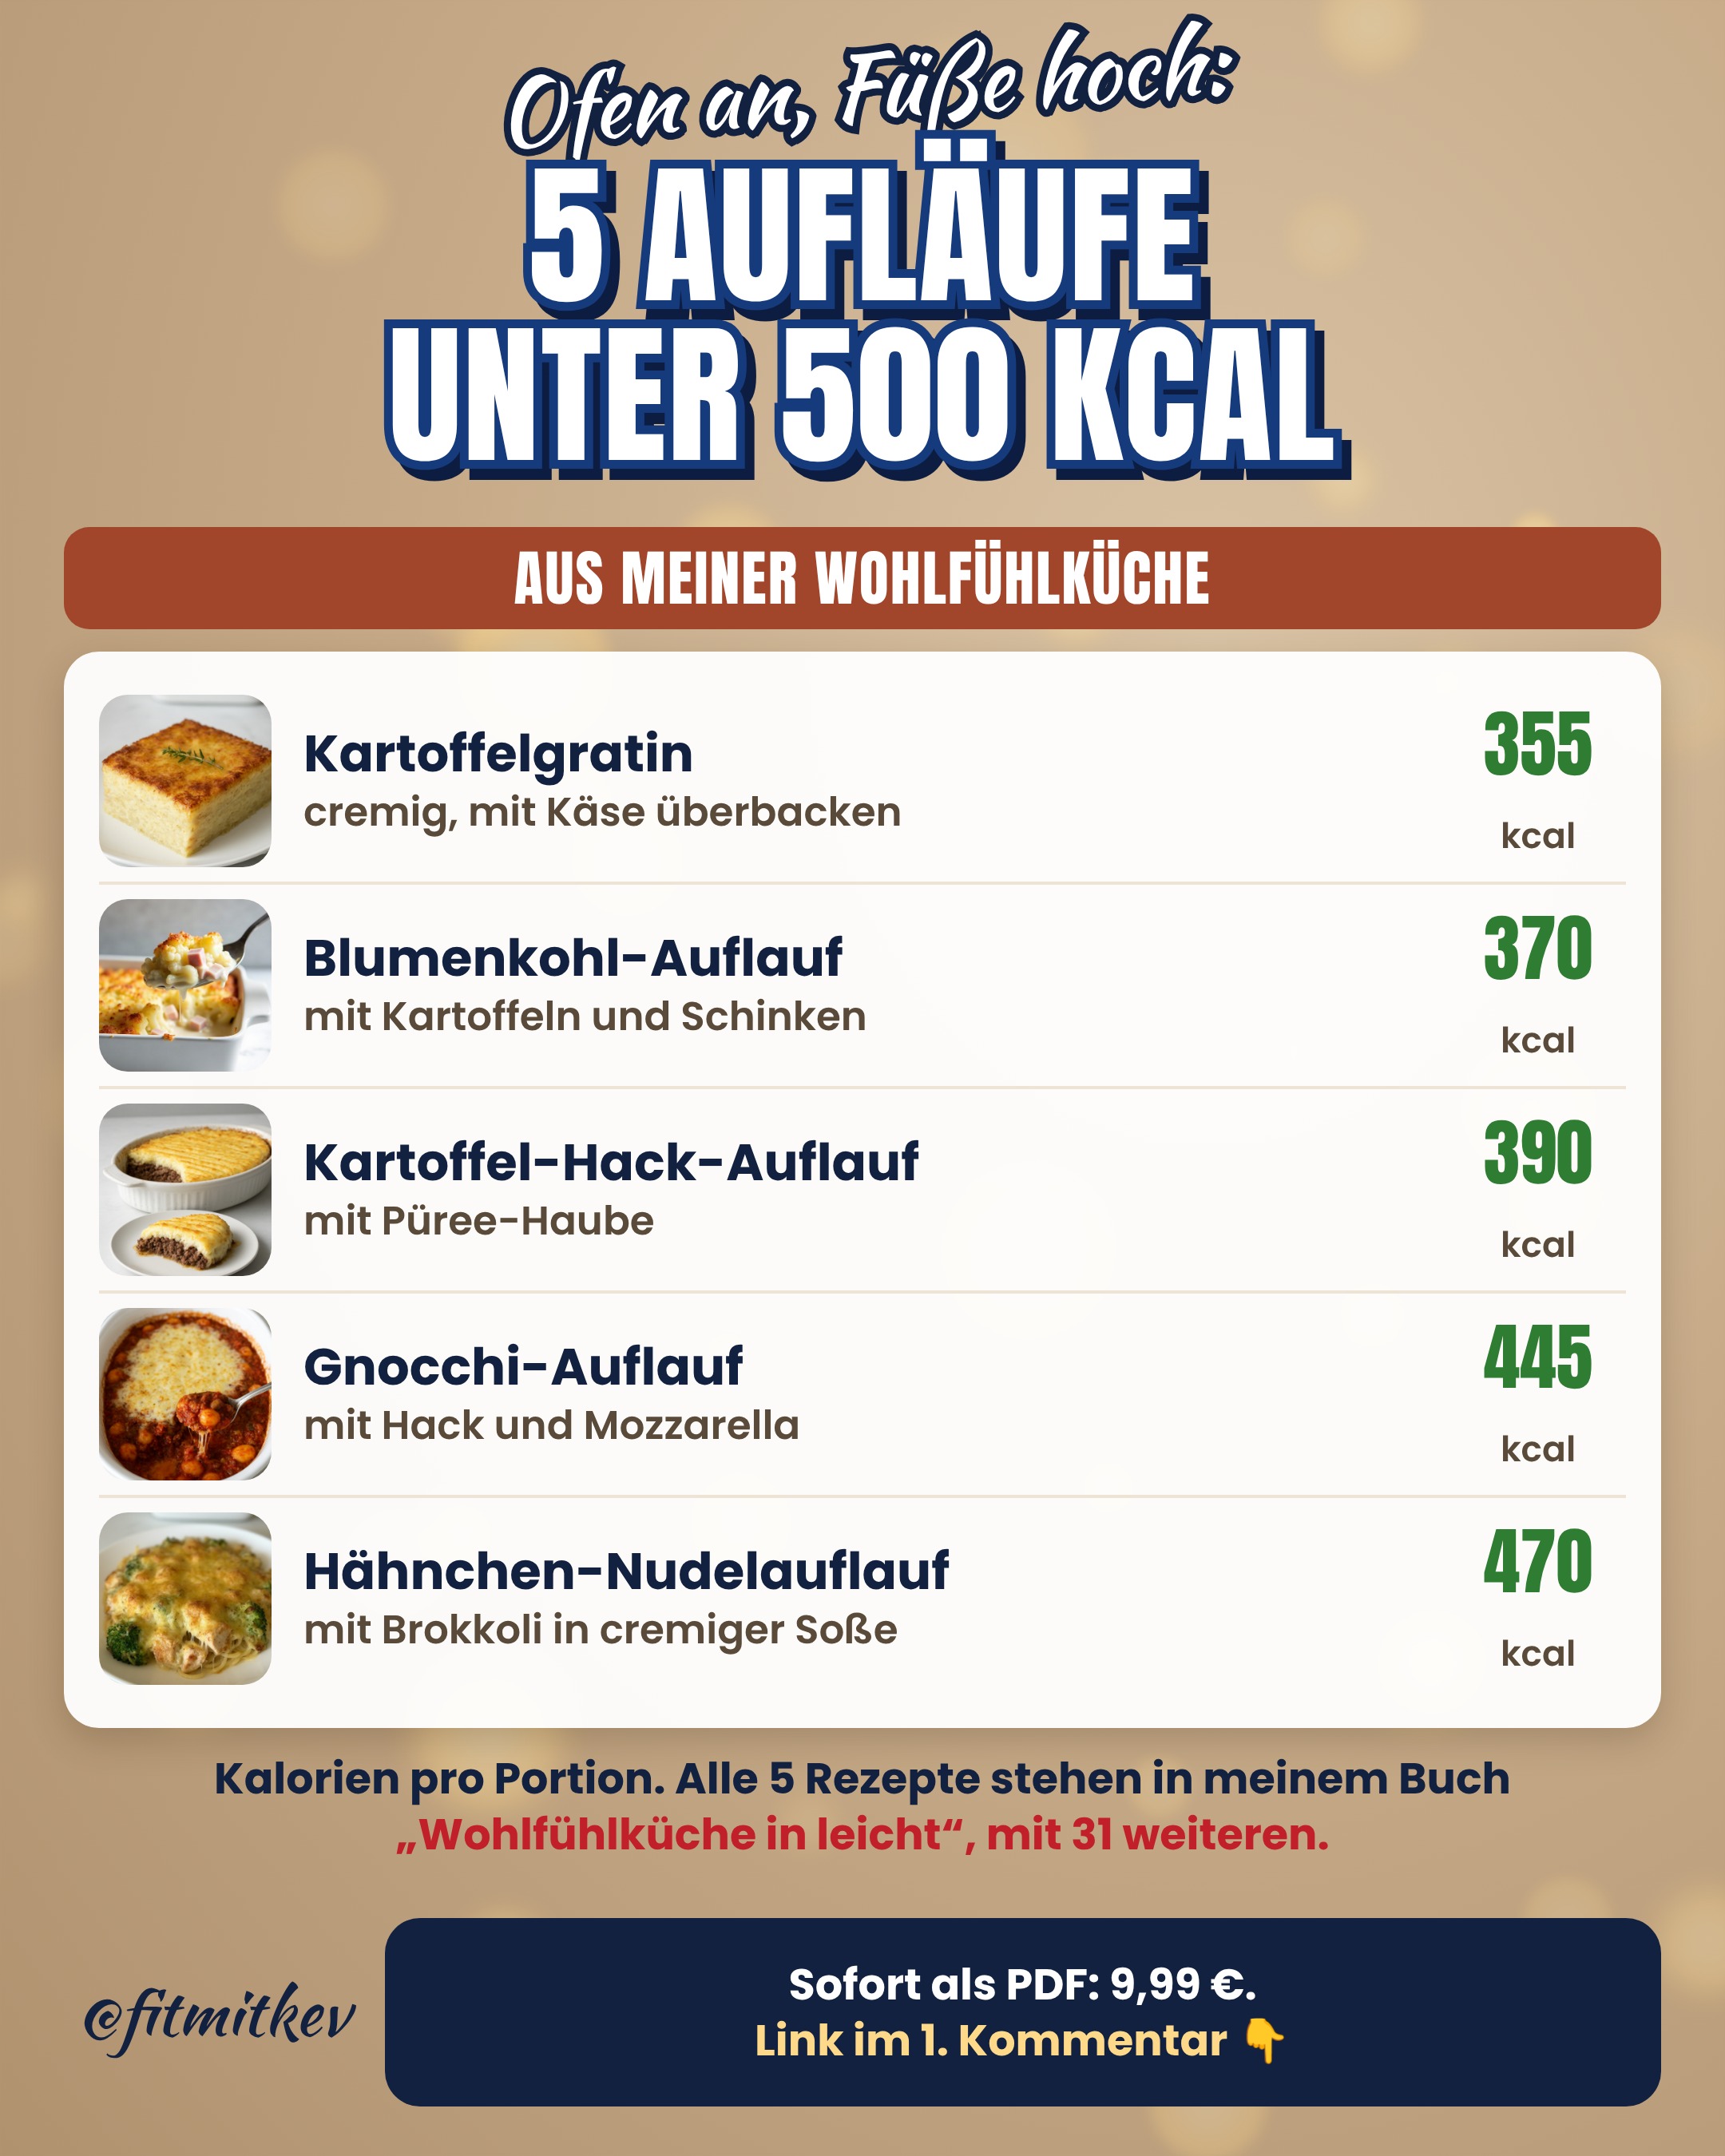 Ofen an, Füße hoch:
5 AUFLÄUFE
UNTER 500 KCAL
AUS MEINER WOHLFÜHLKÜCHE
Kartoffelgratin
cremig, mit Käse überbacken
355
kcal
Blumenkohl-Auflauf
mit Kartoffeln und Schinken
370
kcal
Kartoffel-Hack-Auflauf
mit Püree-Haube
390
kcal
Gnocchi-Auflauf
mit Hack und Mozzarella
445
kcal
Hähnchen-Nudelauflauf
mit Brokkoli in cremiger Soße
470
kcal
Kalorien pro Portion. Alle 5 Rezepte stehen in meinem Buch
„Wohlfühlküche in leicht“, mit 31 weiteren.
@fitmitkev
Sofort als PDF: 9,99 €.
Link im 1. Kommentar 👇